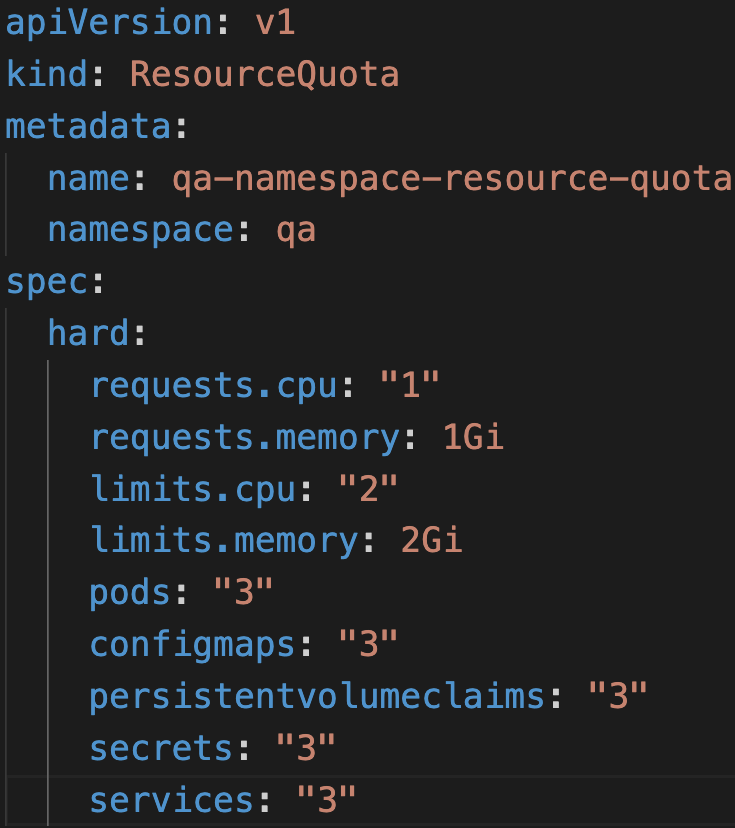 apiVersion: v1
kind: ResourceQuota
metadata:
  name: qa-namespace-resource-quota
  namespace: qa
spec:
  hard:
    requests.cpu: "1"
    requests.memory: 1Gi
    limits.cpu: "2"
    limits.memory: 2Gi
    pods: "3"
    configmaps: "3"
    persistentvolumeclaims: "3"
    secrets: "3"
    services: "3"